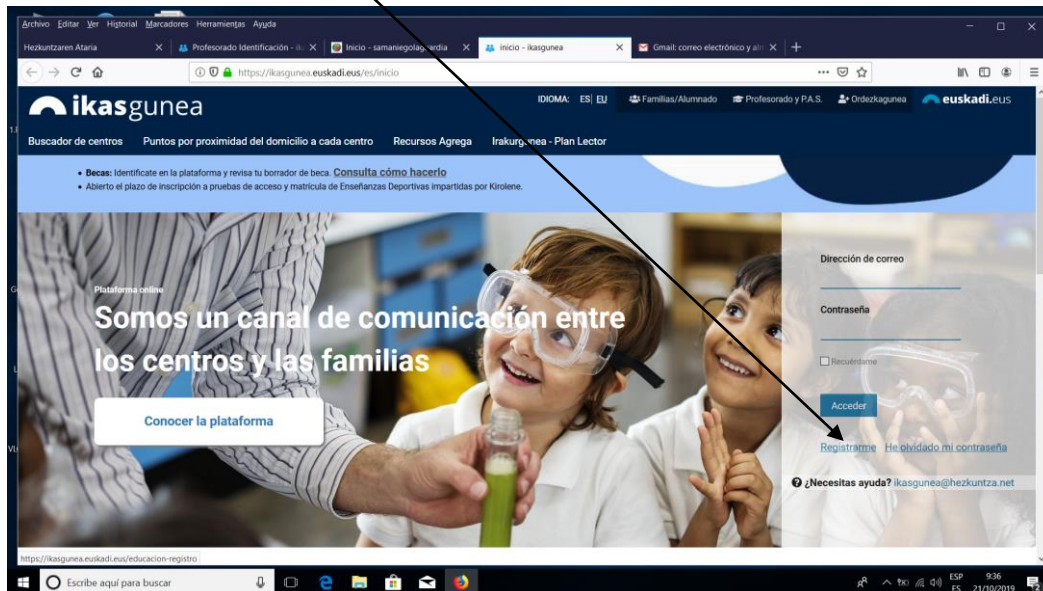 Archivo Editar Ver Historial Marcadores Herramientas Ayuda
Hezkuntzaren Ataria
Profesorado Identificación -
Inicio - samaniegolaguardia
inicio - ikasgunea
Gmail: correo electrónico y
https://ikasgunea.euskadi.eus/es/inicio
ikasgunea
IDIOMA: ES| EU
Familias/Alumnado
Profesorado y P.A.S.
Ordezkagunea
euskadi.eus
Buscador de centros
Puntos por proximidad del domicilio a cada centro
Recursos Agrega
Irakurgunea - Plan Lector
• Becas: Identifícate en la plataforma y revisa tu borrador de beca. Consulta cómo hacerlo
• Abierto el plazo de inscripción a pruebas de acceso y matrícula de Enseñanzas Deportivas impartidas por Kirolene.
Plataforma online
Somos un canal de comunicación entre
los centros y las familias
Conocer la plataforma
Dirección de correo
Contraseña
Recuérdame
Acceder
Registrarme He olvidado mi contraseña
¿Necesitas ayuda? ikasgunea@hezkuntza.net
https://ikasgunea.euskadi.eus/educacion-registro
Escribe aquí para buscar
ESP 9:36
ES 21/10/2019